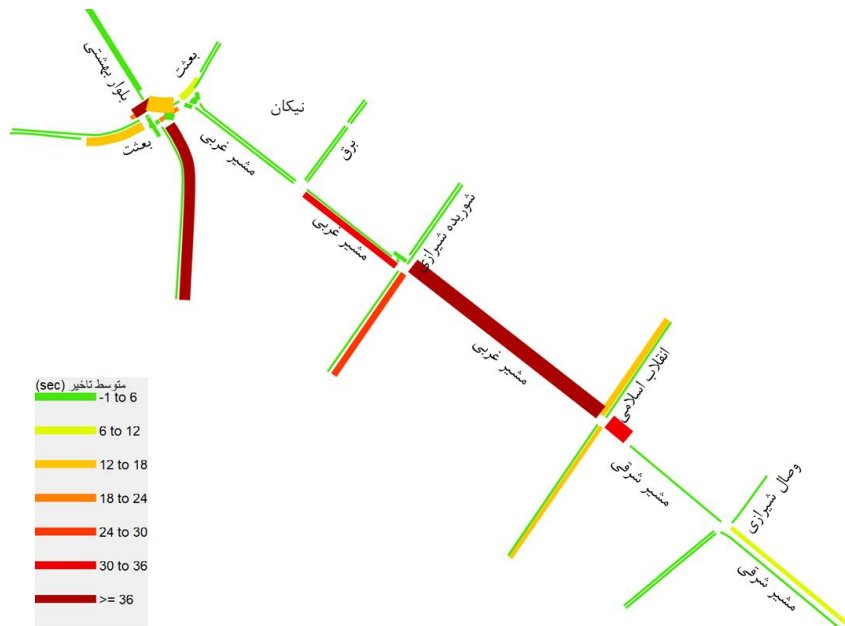 بلوار بهشتی
بعثت
نیکان
بعثت
مشیر غربی
برق
مشیر غربی
شوریده شیرازی
مشیر غربی
انقلاب اسلامی
مشیر شرقی
وصال شیرازی
مشیر شرقی
متوسط تاخیر (sec)
-1 to 6
6 to 12
12 to 18
18 to 24
24 to 30
30 to 36
>= 36